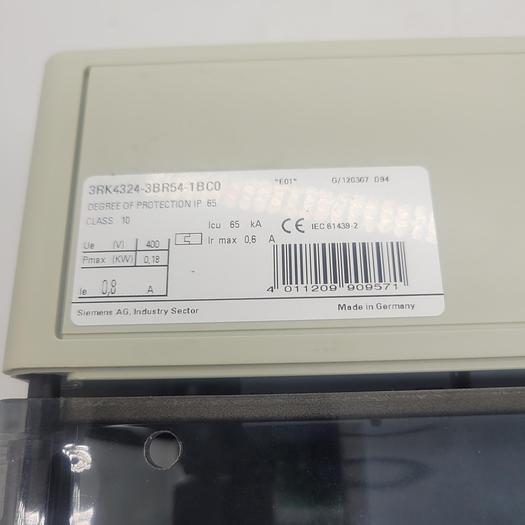 3RK4324-3BR54-1BC0 "E01" G/120307 D94
DEGREE OF PROTECTION IP 65
CLASS 10 Icu 65 kA CE IEC 61439-2
Ue (V) 400 Ir max 0,6 A
Pmax (KW) 0,18
Ie 0,8 A
4 011209 909571
Siemens AG, Industry Sector Made in Germany